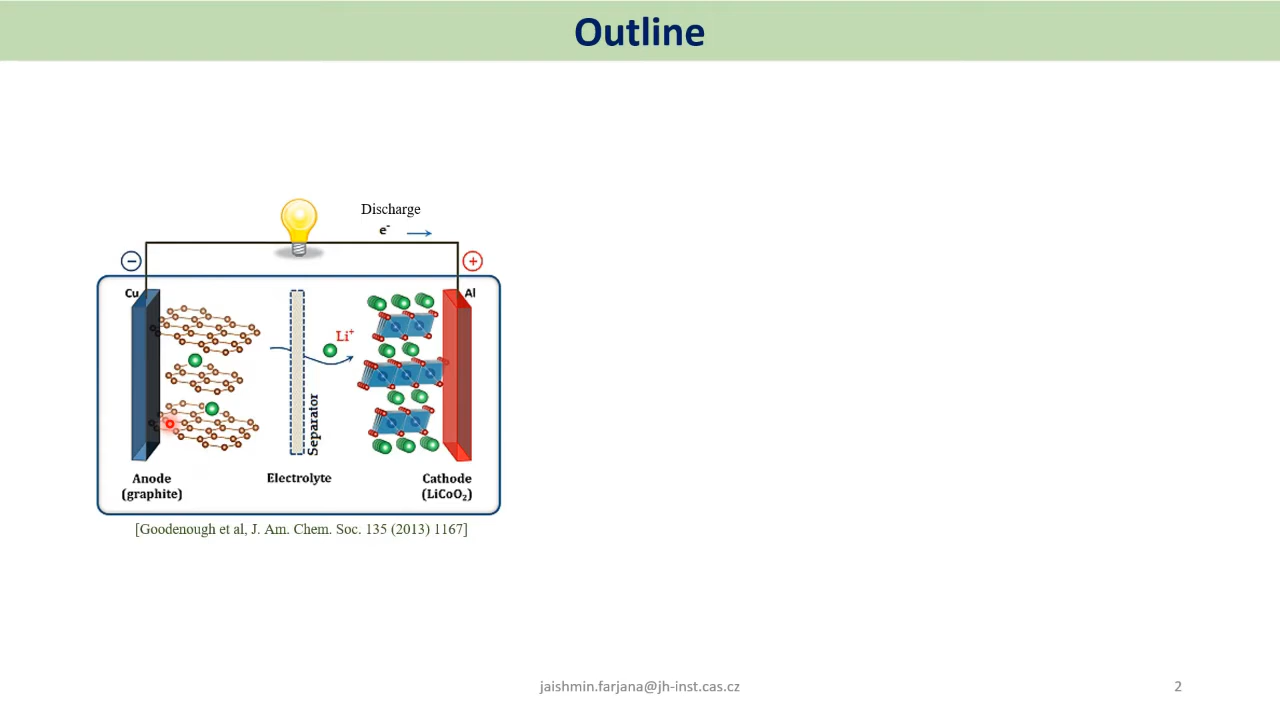 Outline
Discharge
e⁻
−
+
Cu
Al
Li⁺
Separator
Anode
(graphite)
Electrolyte
Cathode
(LiCoO₂)
[Goodenough et al, J. Am. Chem. Soc. 135 (2013) 1167]
jaishmin.farjana@jh-inst.cas.cz
2